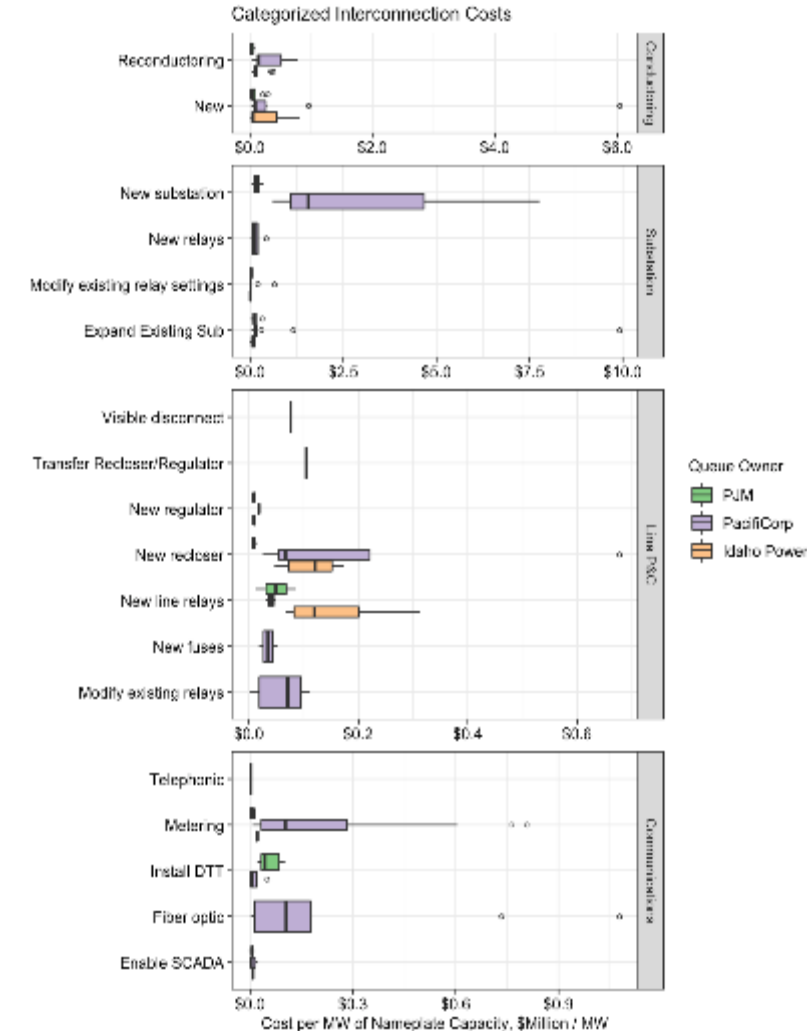 Categorized Interconnection Costs
Reconductoring
New
Conductoring
$0.0 $2.0 $4.0 $6.0
New substation
New relays
Modify existing relay settings
Expand Existing Sub
Substation
$0.0 $2.5 $5.0 $7.5 $10.0
Visible disconnect
Transfer Recloser/Regulator
New regulator
New recloser
New line relays
New fuses
Modify existing relays
Line P&C
$0.0 $0.2 $0.4 $0.6
Queue Owner
PJM
PacifiCorp
Idaho Power
Telephonic
Metering
Install DTT
Fiber optic
Enable SCADA
Communications
$0.0 $0.3 $0.6 $0.9
Cost per MW of Nameplate Capacity, $Million / MW